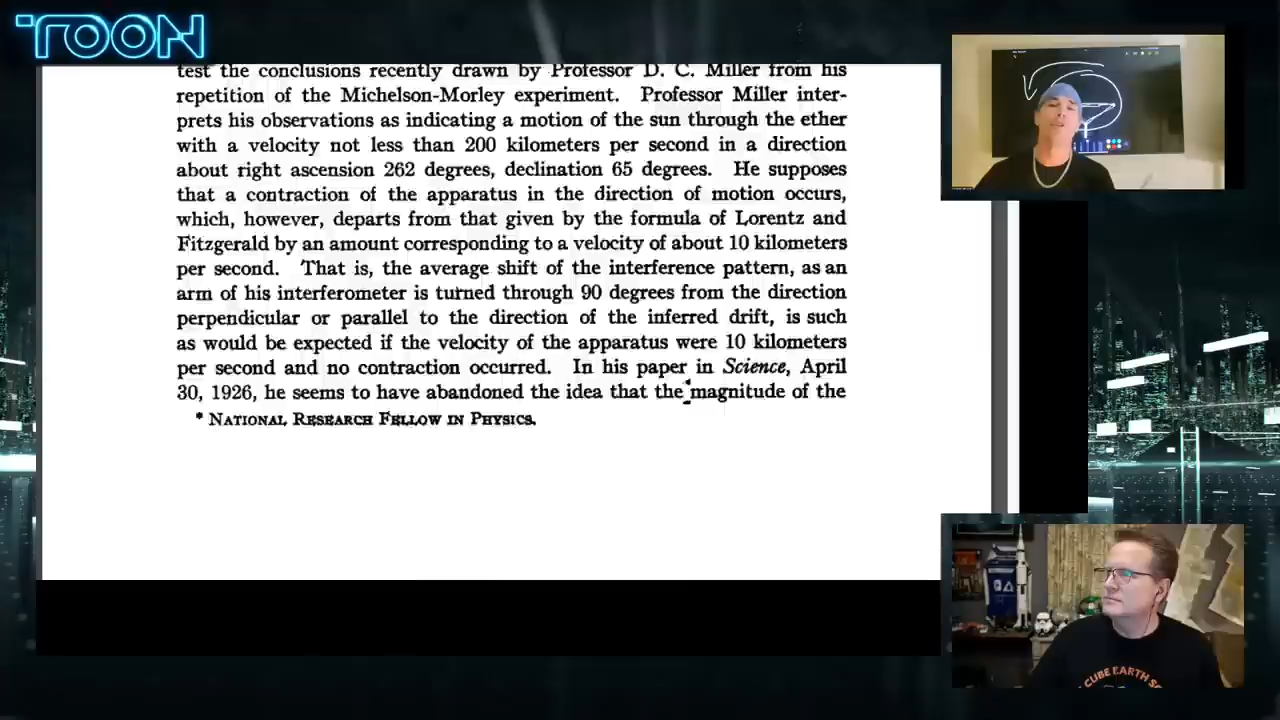 TOON
test the conclusions recently drawn by Professor D. C. Miller from his
repetition of the Michelson-Morley experiment. Professor Miller inter-
prets his observations as indicating a motion of the sun through the ether
with a velocity not less than 200 kilometers per second in a direction
about right ascension 262 degrees, declination 65 degrees. He supposes
that a contraction of the apparatus in the direction of motion occurs,
which, however, departs from that given by the formula of Lorentz and
Fitzgerald by an amount corresponding to a velocity of about 10 kilometers
per second. That is, the average shift of the interference pattern, as an
arm of his interferometer is turned through 90 degrees from the direction
perpendicular or parallel to the direction of the inferred drift, is such
as would be expected if the velocity of the apparatus were 10 kilometers
per second and no contraction occurred. In his paper in Science, April
30, 1926, he seems to have abandoned the idea that the magnitude of the
* NATIONAL RESEARCH FELLOW IN PHYSICS.
CUBE EARTH